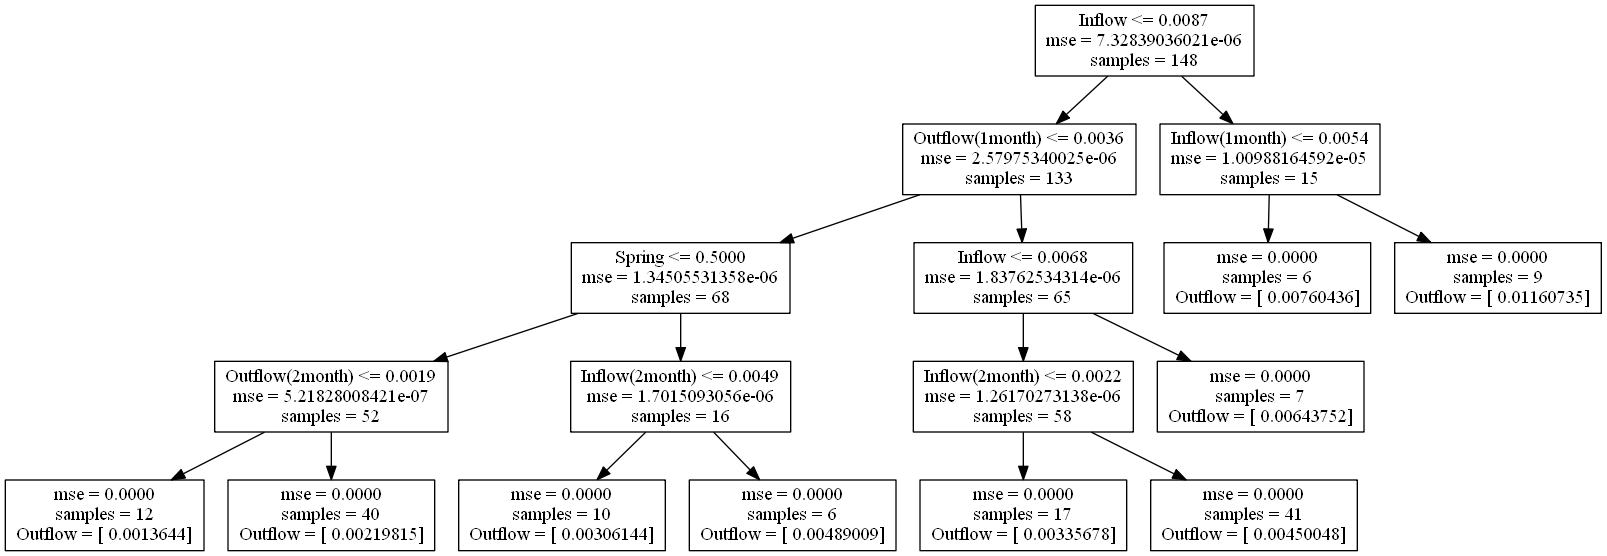 Inflow <= 0.0087
mse = 7.32839036021e-06
samples = 148
Outflow(1month) <= 0.0036
mse = 2.57975340025e-06
samples = 133
Inflow(1month) <= 0.0054
mse = 1.00988164592e-05
samples = 15
Spring <= 0.5000
mse = 1.34505531358e-06
samples = 68
Inflow <= 0.0068
mse = 1.83762534314e-06
samples = 65
mse = 0.0000
samples = 6
Outflow = [ 0.00760436]
mse = 0.0000
samples = 9
Outflow = [ 0.01160735]
Outflow(2month) <= 0.0019
mse = 5.21828008421e-07
samples = 52
Inflow(2month) <= 0.0049
mse = 1.7015093056e-06
samples = 16
Inflow(2month) <= 0.0022
mse = 1.26170273138e-06
samples = 58
mse = 0.0000
samples = 7
Outflow = [ 0.00643752]
mse = 0.0000
samples = 12
Outflow = [ 0.0013644]
mse = 0.0000
samples = 40
Outflow = [ 0.00219815]
mse = 0.0000
samples = 10
Outflow = [ 0.00306144]
mse = 0.0000
samples = 6
Outflow = [ 0.00489009]
mse = 0.0000
samples = 17
Outflow = [ 0.00335678]
mse = 0.0000
samples = 41
Outflow = [ 0.00450048]